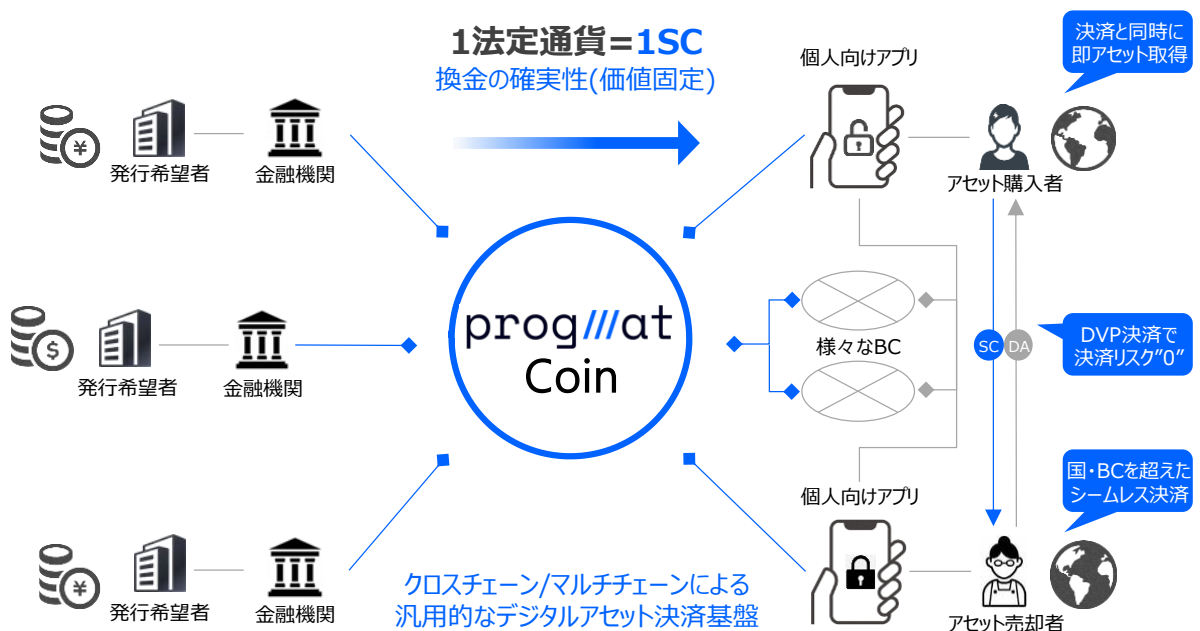 1法定通貨=1SC
換金の確実性(価値固定)
個人向けアプリ
決済と同時に
即アセット取得
¥
発行希望者
金融機関
アセット購入者
progmat
Coin
$
発行希望者
金融機関
様々なBC
SC
DA
DVP決済で
決済リスク”0”
個人向けアプリ
国・BCを超えた
シームレス決済
¥
発行希望者
金融機関
クロスチェーン/マルチチェーンによる
汎用的なデジタルアセット決済基盤
アセット売却者